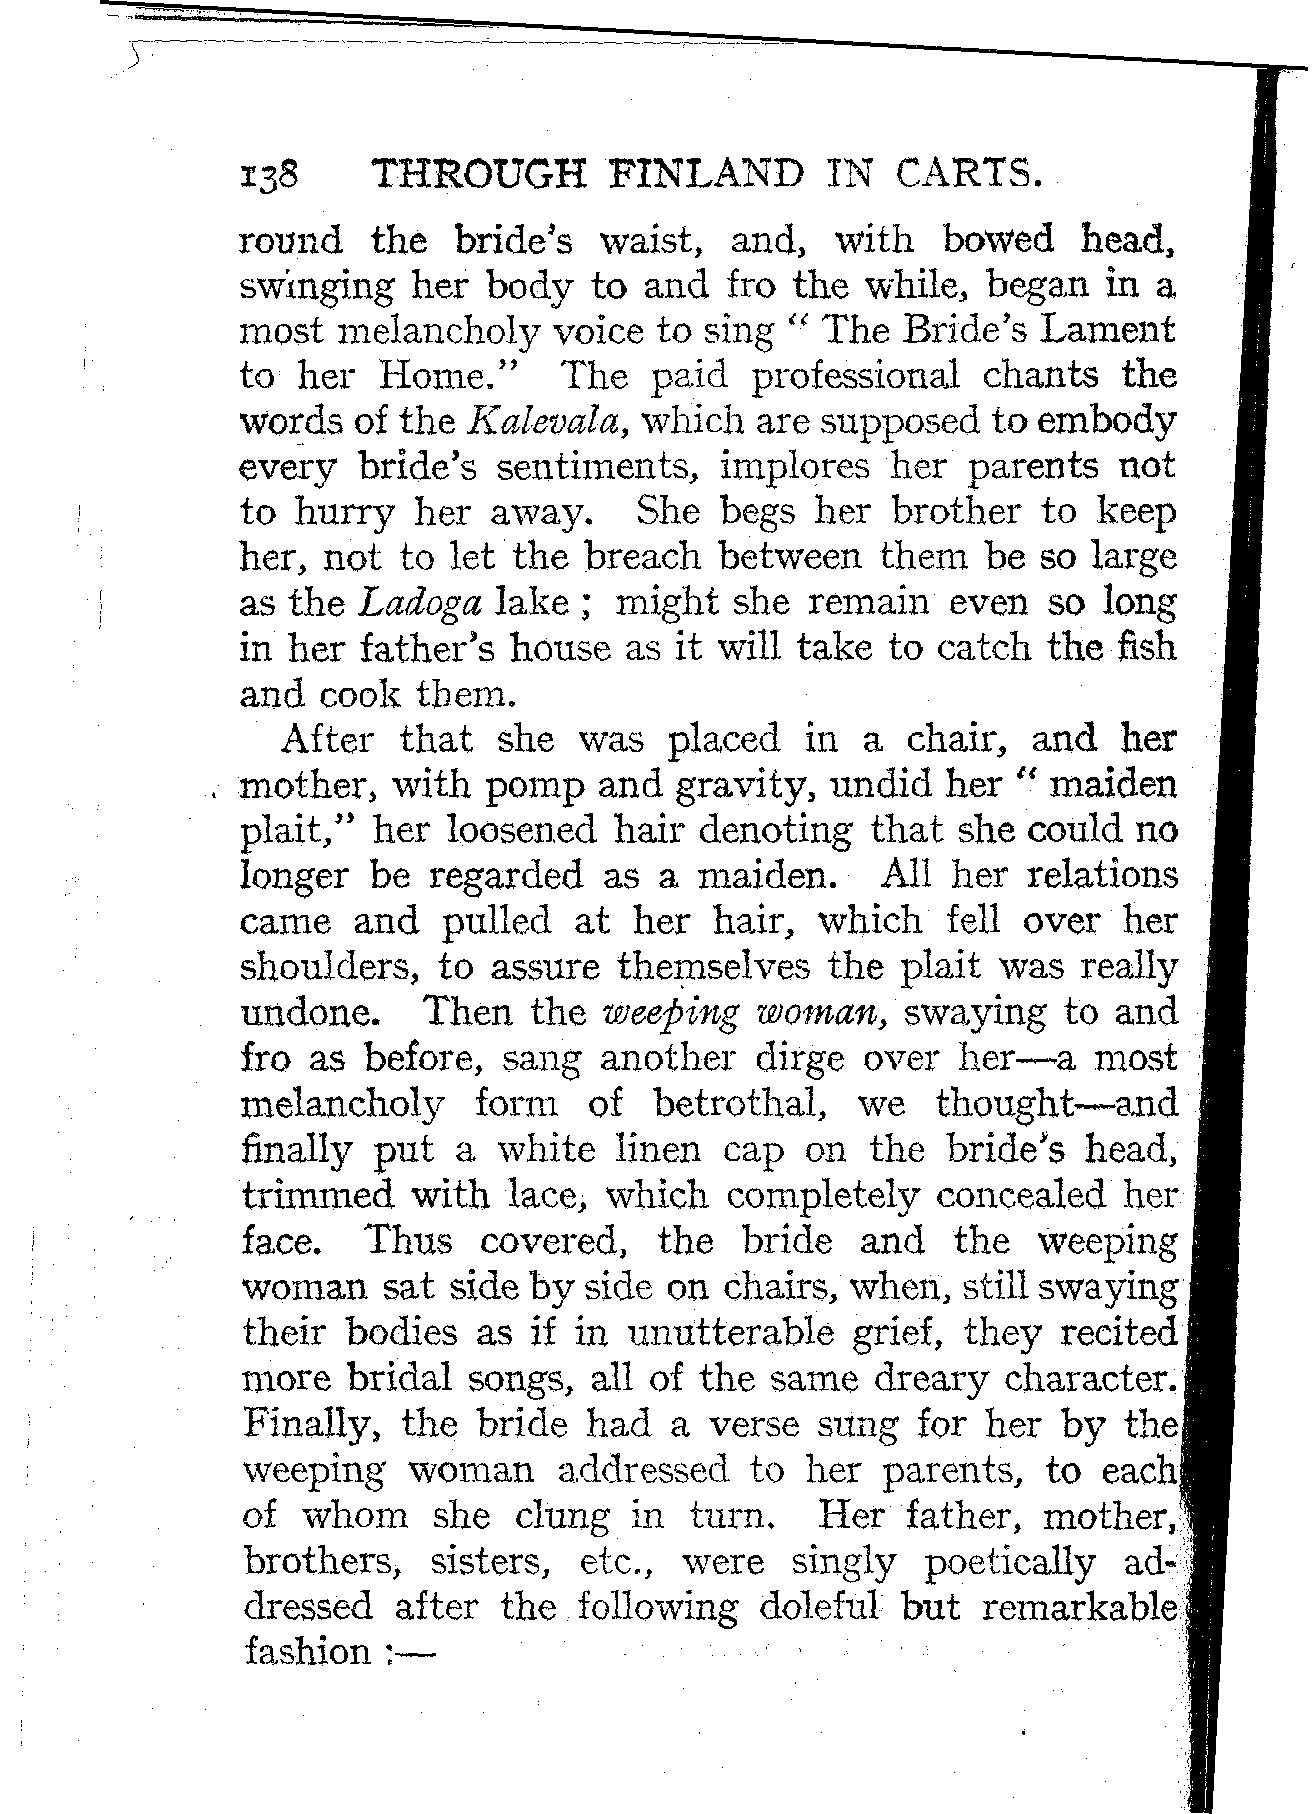 138 THROUGH FINLAND IN CARTS.
round the bride's waist, and, with bowed head,
swinging her body to and fro the while, began in a
most melancholy voice to sing " The Bride's Lament
to her Home." The paid professional chants the
words of the Kalevala, which are supposed to embody
every bride's sentiments, implores her parents not
to hurry her away. She begs her brother to keep
her, not to let the breach between them be so large
as the Ladoga lake ; might she remain even so long
in her father's house as it will take to catch the fish
and cook them.
After that she was placed in a chair, and her
mother, with pomp and gravity, undid her " maiden
plait," her loosened hair denoting that she could no
longer be regarded as a maiden. All her relations
came and pulled at her hair, which fell over her
shoulders, to assure themselves the plait was really
undone. Then the weeping woman, swaying to and
fro as before, sang another dirge over her—a most
melancholy form of betrothal, we thought—and
finally put a white linen cap on the bride's head,
trimmed with lace, which completely concealed her
face. Thus covered, the bride and the weeping
woman sat side by side on chairs, when, still swaying
their bodies as if in unutterable grief, they recited
more bridal songs, all of the same dreary character.
Finally, the bride had a verse sung for her by the
weeping woman addressed to her parents, to each
of whom she clung in turn. Her father, mother,
brothers, sisters, etc., were singly poetically ad-
dressed after the following doleful but remarkable
fashion :—